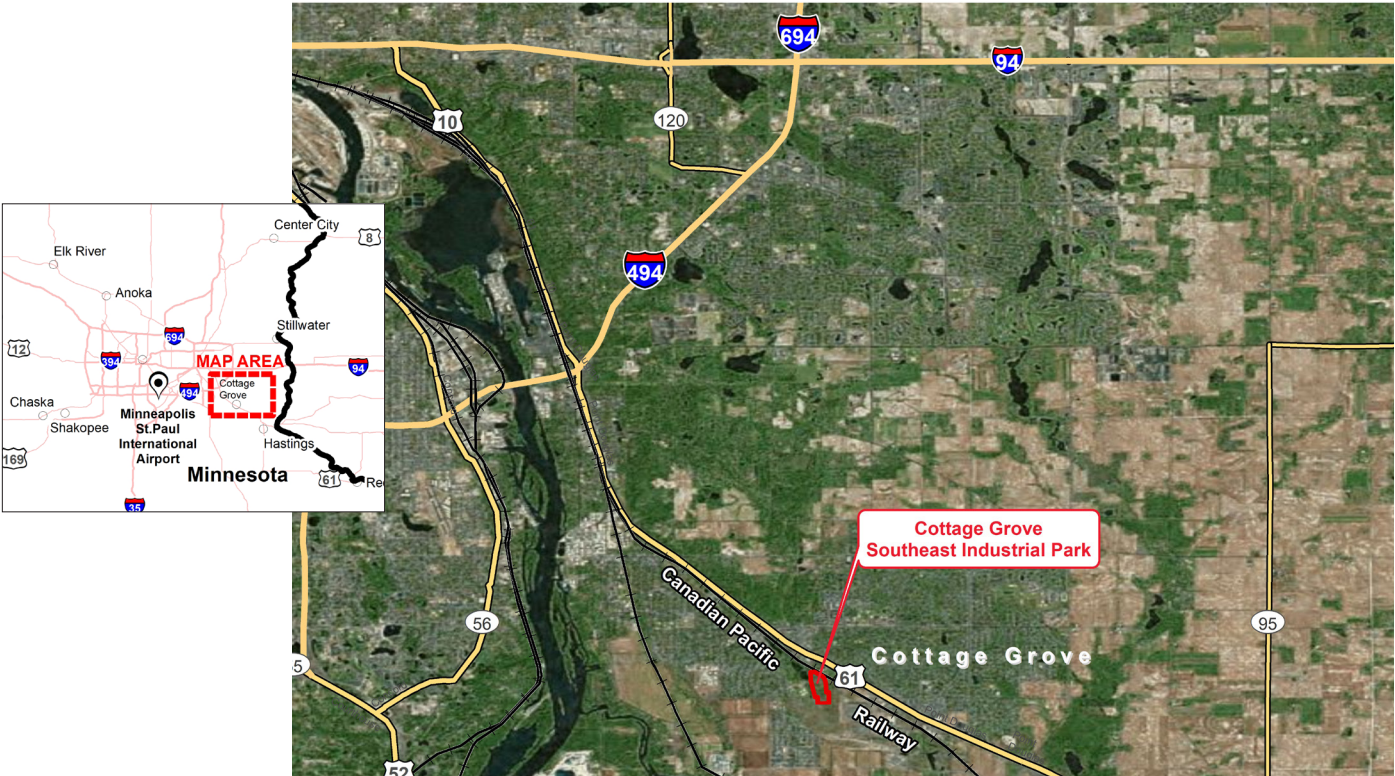 694
94
10
120
494
Cottage Grove
Southeast Industrial Park
Canadian Pacific
Railway
Cottage Grove
61
56
95
5
52
Center City
8
Elk River
Anoka
Stillwater
694
12
394
MAP AREA
94
494
Cottage
Grove
Chaska
Shakopee
Minneapolis
St.Paul
International
Airport
Hastings
Minnesota
169
61
Re
35